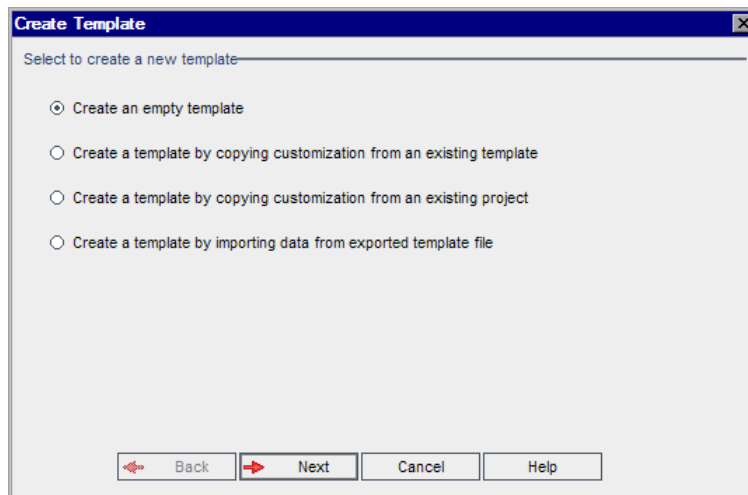 Create Template
Select to create a new template
Create an empty template
Create a template by copying customization from an existing template
Create a template by copying customization from an existing project
Create a template by importing data from exported template file
Back Next Cancel Help